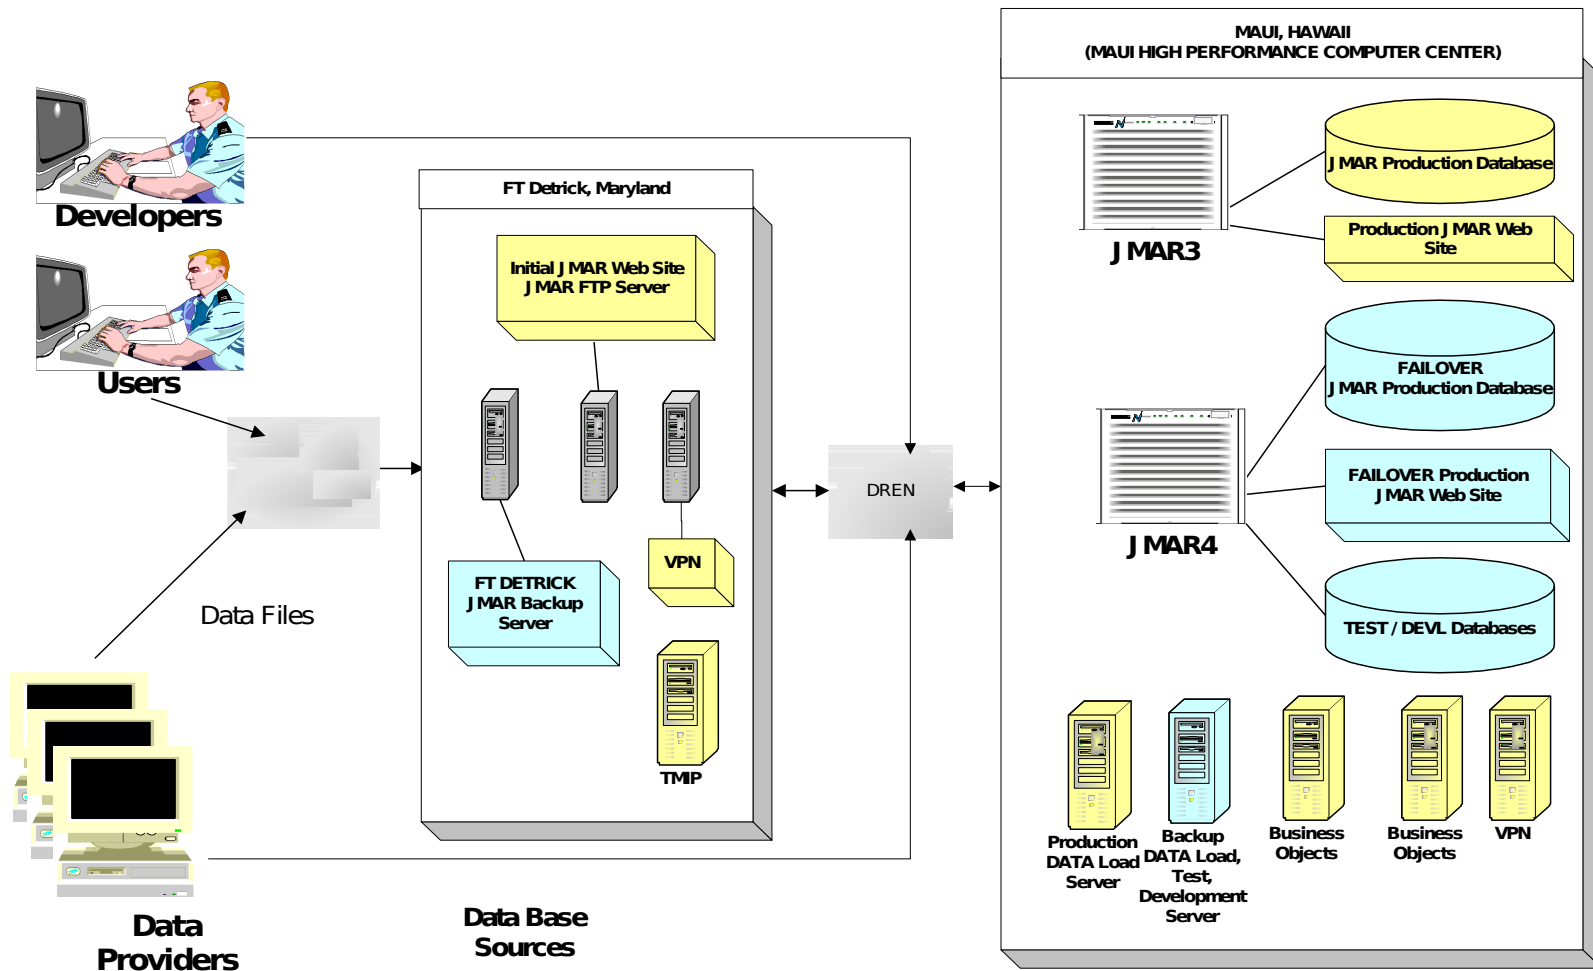 MAUI, HAWAII
(MAUI HIGH PERFORMANCE COMPUTER CENTER)
Developers
Users
Data Files
Data
Providers
FT Detrick, Maryland
Initial JMAR Web Site
JMAR FTP Server
FT DETRICK
JMAR Backup
Server
VPN
TMIP
Data Base
Sources
DREN
JMAR3
JMAR Production Database
Production JMAR Web
Site
JMAR4
FAILOVER
JMAR Production Database
FAILOVER Production
JMAR Web Site
TEST / DEVL Databases
Production
DATA Load
Server
Backup
DATA Load,
Test,
Development
Server
Business
Objects
Business
Objects
VPN